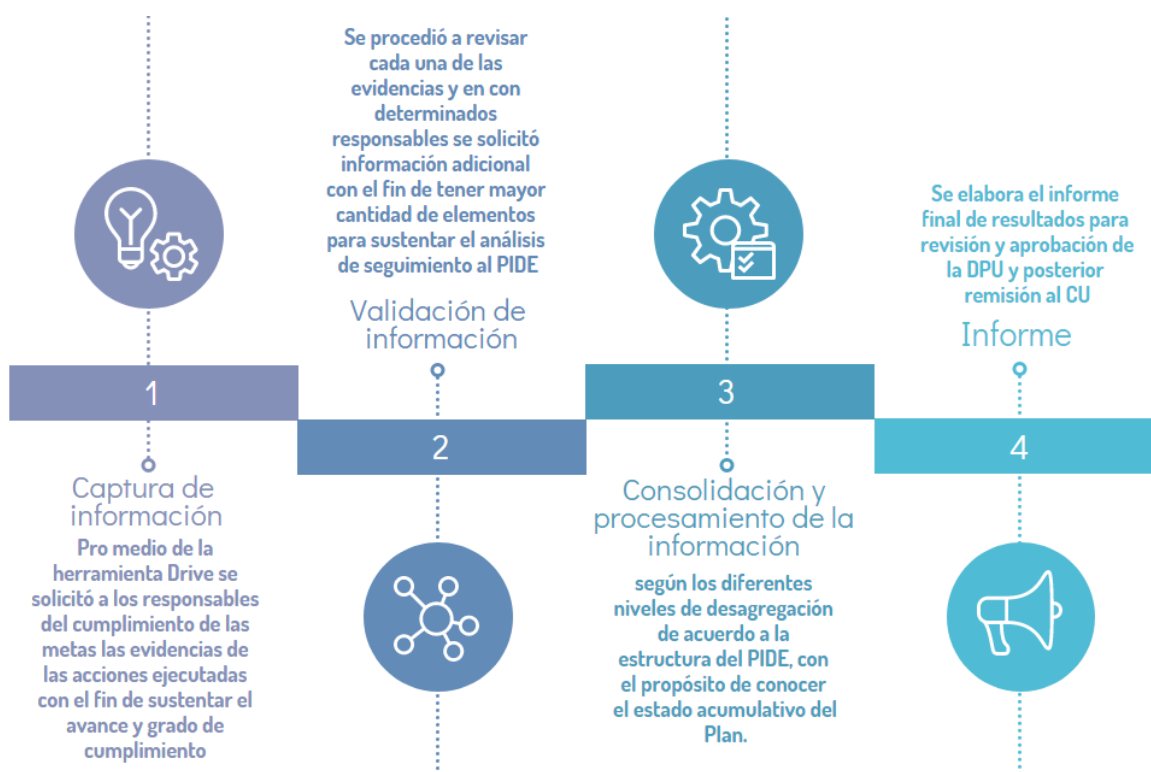 1
Captura de
información
Pro medio de la
herramienta Drive se
solicitó a los responsables
del cumplimiento de las
metas las evidencias de
las acciones ejecutadas
con el fin de sustentar el
avance y grado de
cumplimiento
Se procedió a revisar
cada una de las
evidencias y en con
determinados
responsables se solicitó
información adicional
con el fin de tener mayor
cantidad de elementos
para sustentar el análisis
de seguimiento al PIDE
Validación de
información
2
3
Consolidación y
procesamiento de la
información
según los diferentes
niveles de desagregación
de acuerdo a la
estructura del PIDE, con
el propósito de conocer
el estado acumulativo del
Plan.
Se elabora el informe
final de resultados para
revisión y aprobación de
la DPU y posterior
remisión al CU
Informe
4